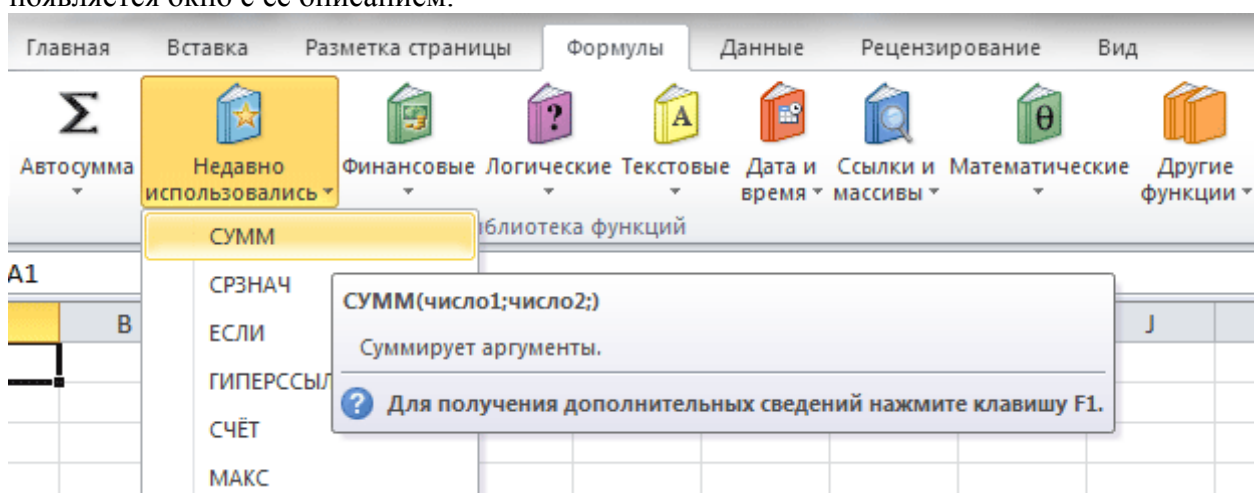 появляется окно с ее описанием.
Главная Вставка Разметка страницы Формулы Данные Рецензирование Вид
Σ ? A θ
Автосумма Недавно использовались Финансовые Логические Текстовые Дата и время Ссылки и массивы Математические Другие функции
иблиотека функций
СУММ
A1
СРЗНАЧ
СУММ(число1;число2;)
B J
ЕСЛИ
Суммирует аргументы.
ГИПЕРССЫЛ
? Для получения дополнительных сведений нажмите клавишу F1.
СЧЁТ
МАКС